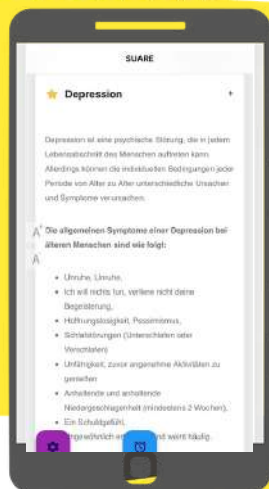 SUARE
Depression +
Depression ist eine psychische Störung, die in jedem
Lebensabschnitt des Menschen auftreten kann.
Allerdings können die individuellen Bedingungen jeder
Periode von Alter zu Alter unterschiedliche Ursachen
und Symptome verursachen.
Die allgemeinen Symptome einer Depression bei
älteren Menschen sind wie folgt:
A
A
Unruhe, Unruhe,
Ich will nichts tun, verliere nicht deine
Begeisterung,
Hoffnungslosigkeit, Pessimismus,
Schlafstörungen (Unterschlafen oder
Verschlafen)
Unfähigkeit, zuvor angenehme Aktivitäten zu
genießen
Anhaltende und anhaltende
Niedergeschlagenheit (mindestens 2 Wochen),
Ein Schuldgefühl,
und weint häufig